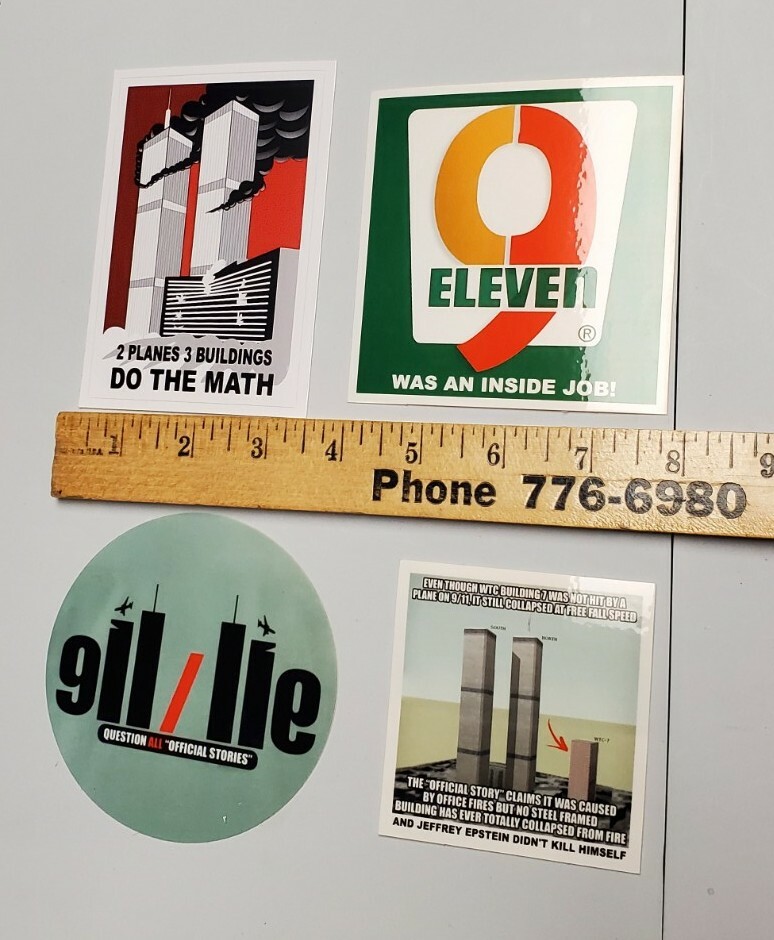 2 PLANES 3 BUILDINGS
DO THE MATH
9
ELEVEN
®
WAS AN INSIDE JOB!
1 2 3 4 5 6 7 8 9
Phone 776-6980
911/lie
QUESTION ALL "OFFICIAL STORIES"
EVEN THOUGH WTC BUILDING 7 WAS NOT HIT BY A
PLANE ON 9/11, IT STILL COLLAPSED AT FREE FALL SPEED
SOUTH
WTC-7
THE "OFFICIAL STORY" CLAIMS IT WAS CAUSED
BY OFFICE FIRES BUT NO STEEL FRAMED
BUILDING HAS EVER TOTALLY COLLAPSED FROM FIRE
AND JEFFREY EPSTEIN DIDN'T KILL HIMSELF